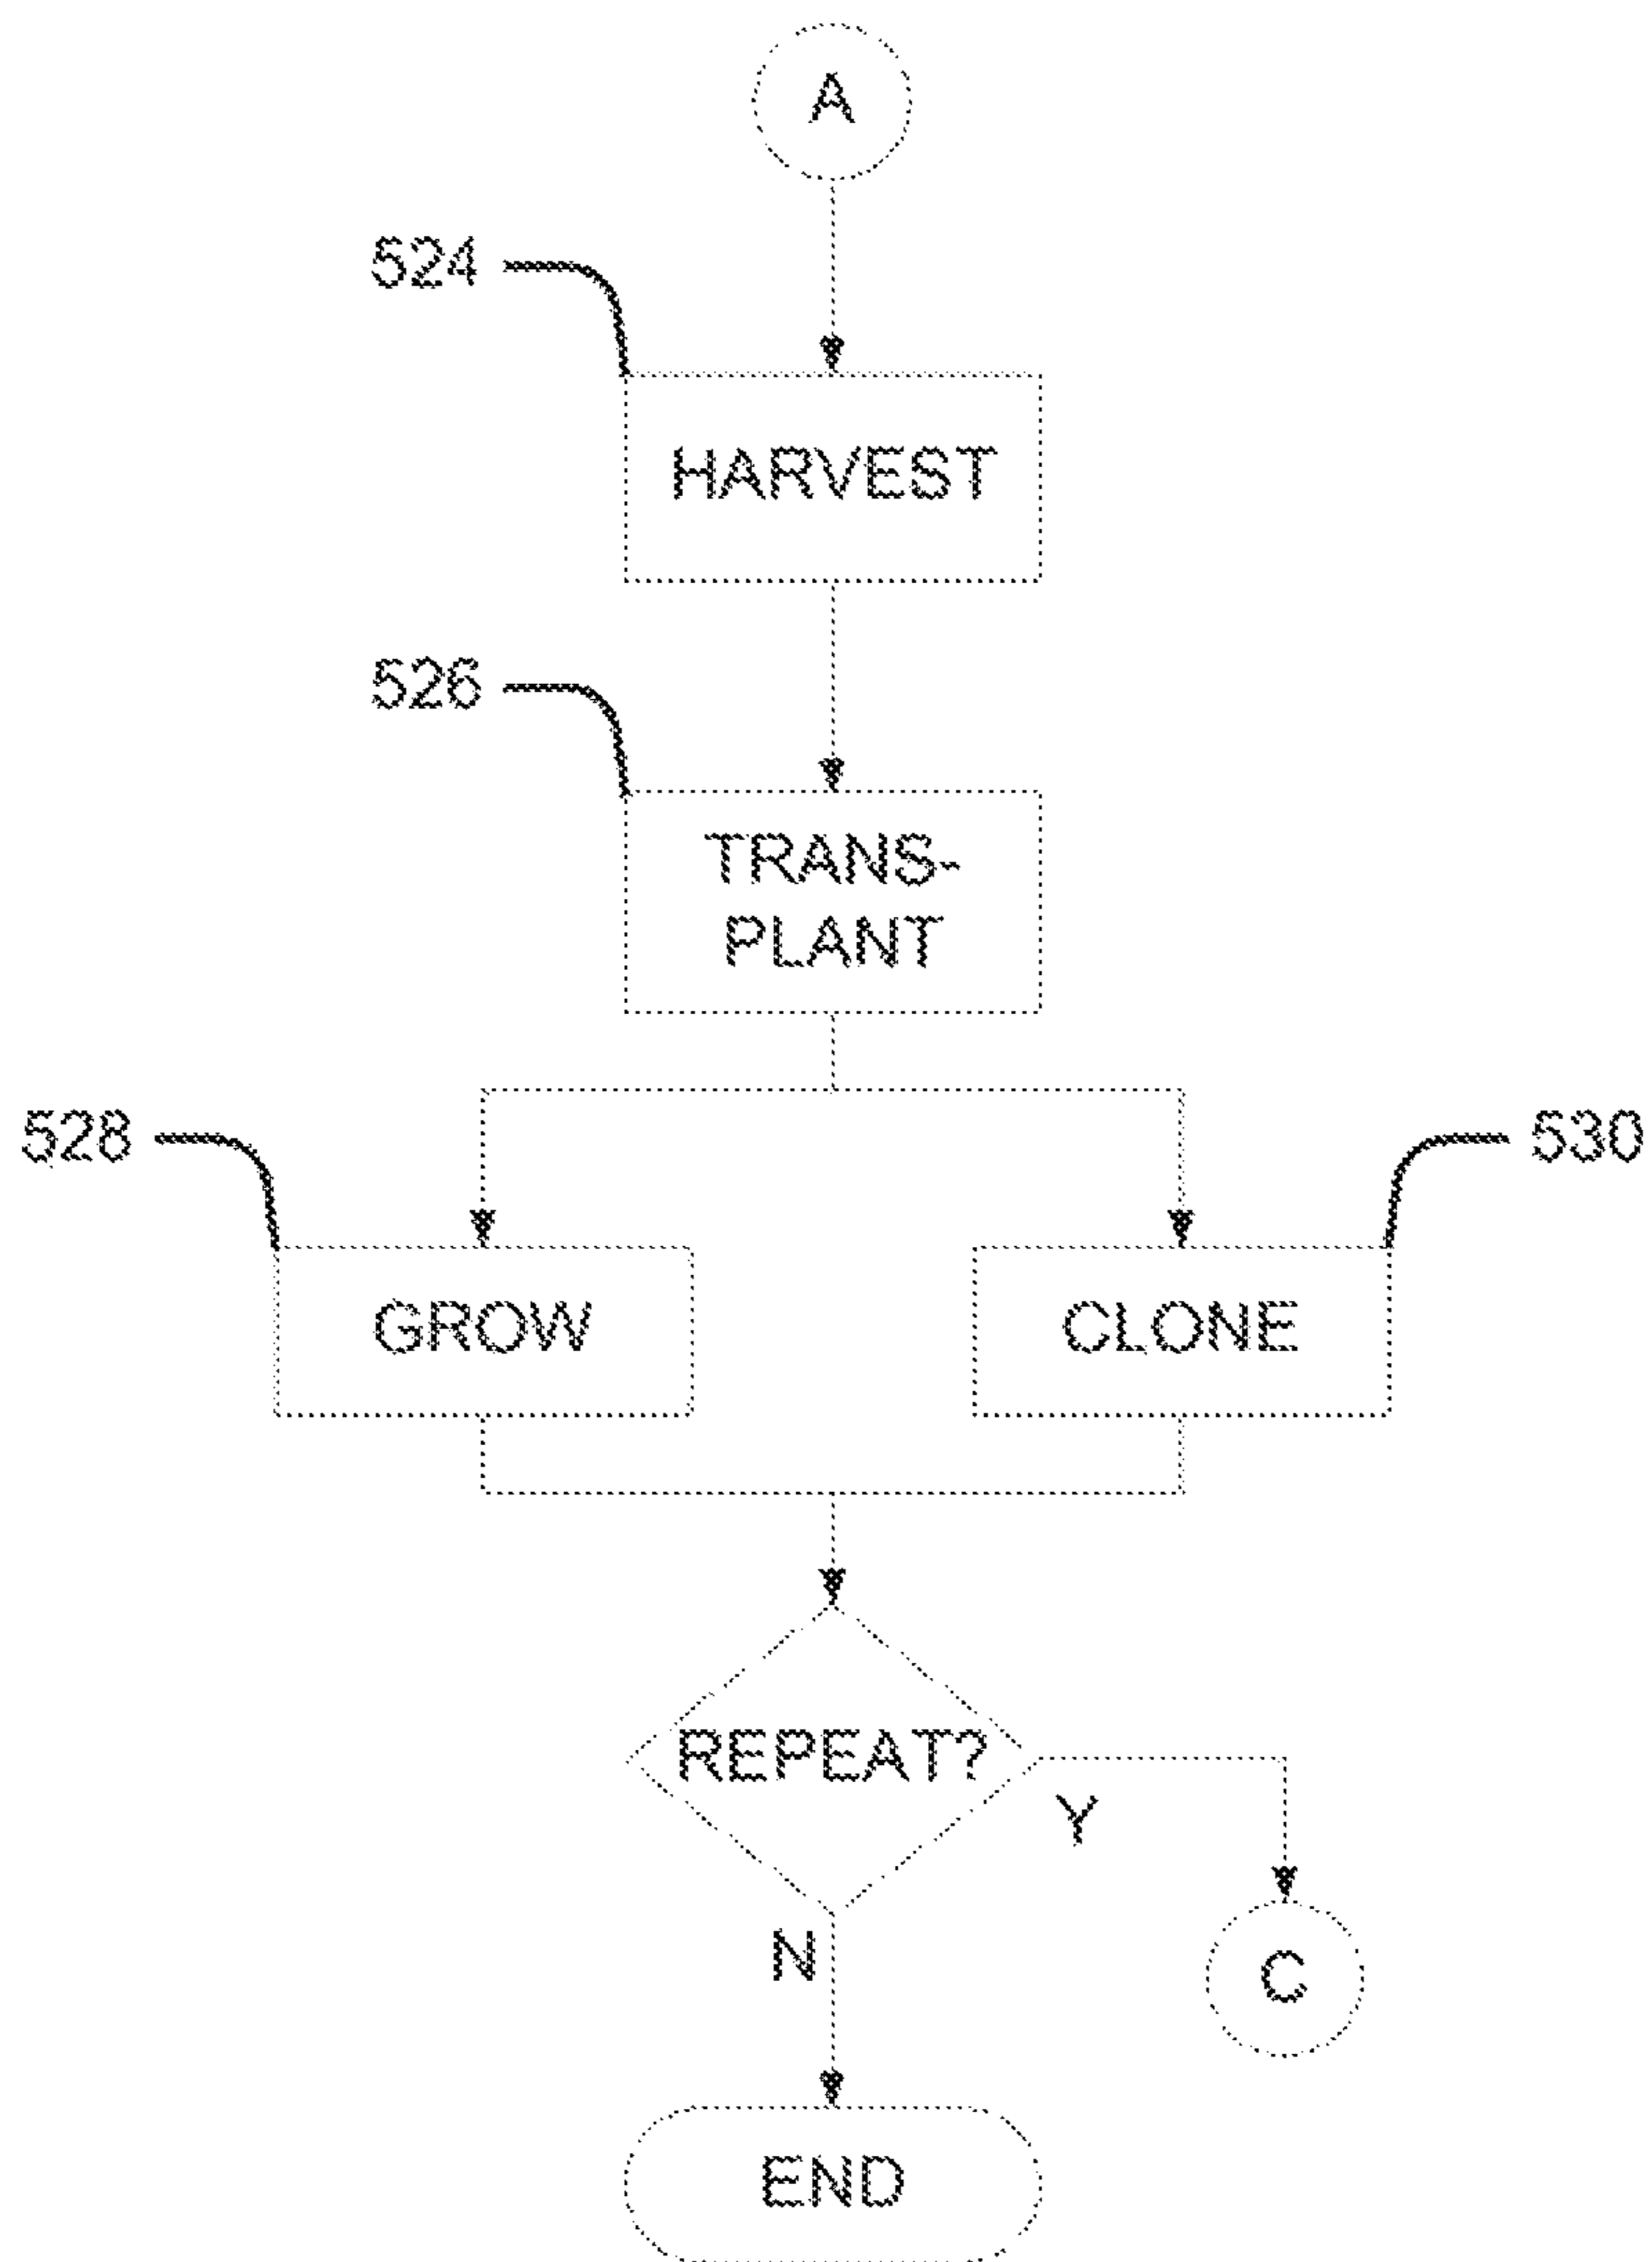 A
524
HARVEST
526
TRANS-
PLANT
528
530
GROW
CLONE
REPEAT?
Y
N
C
END